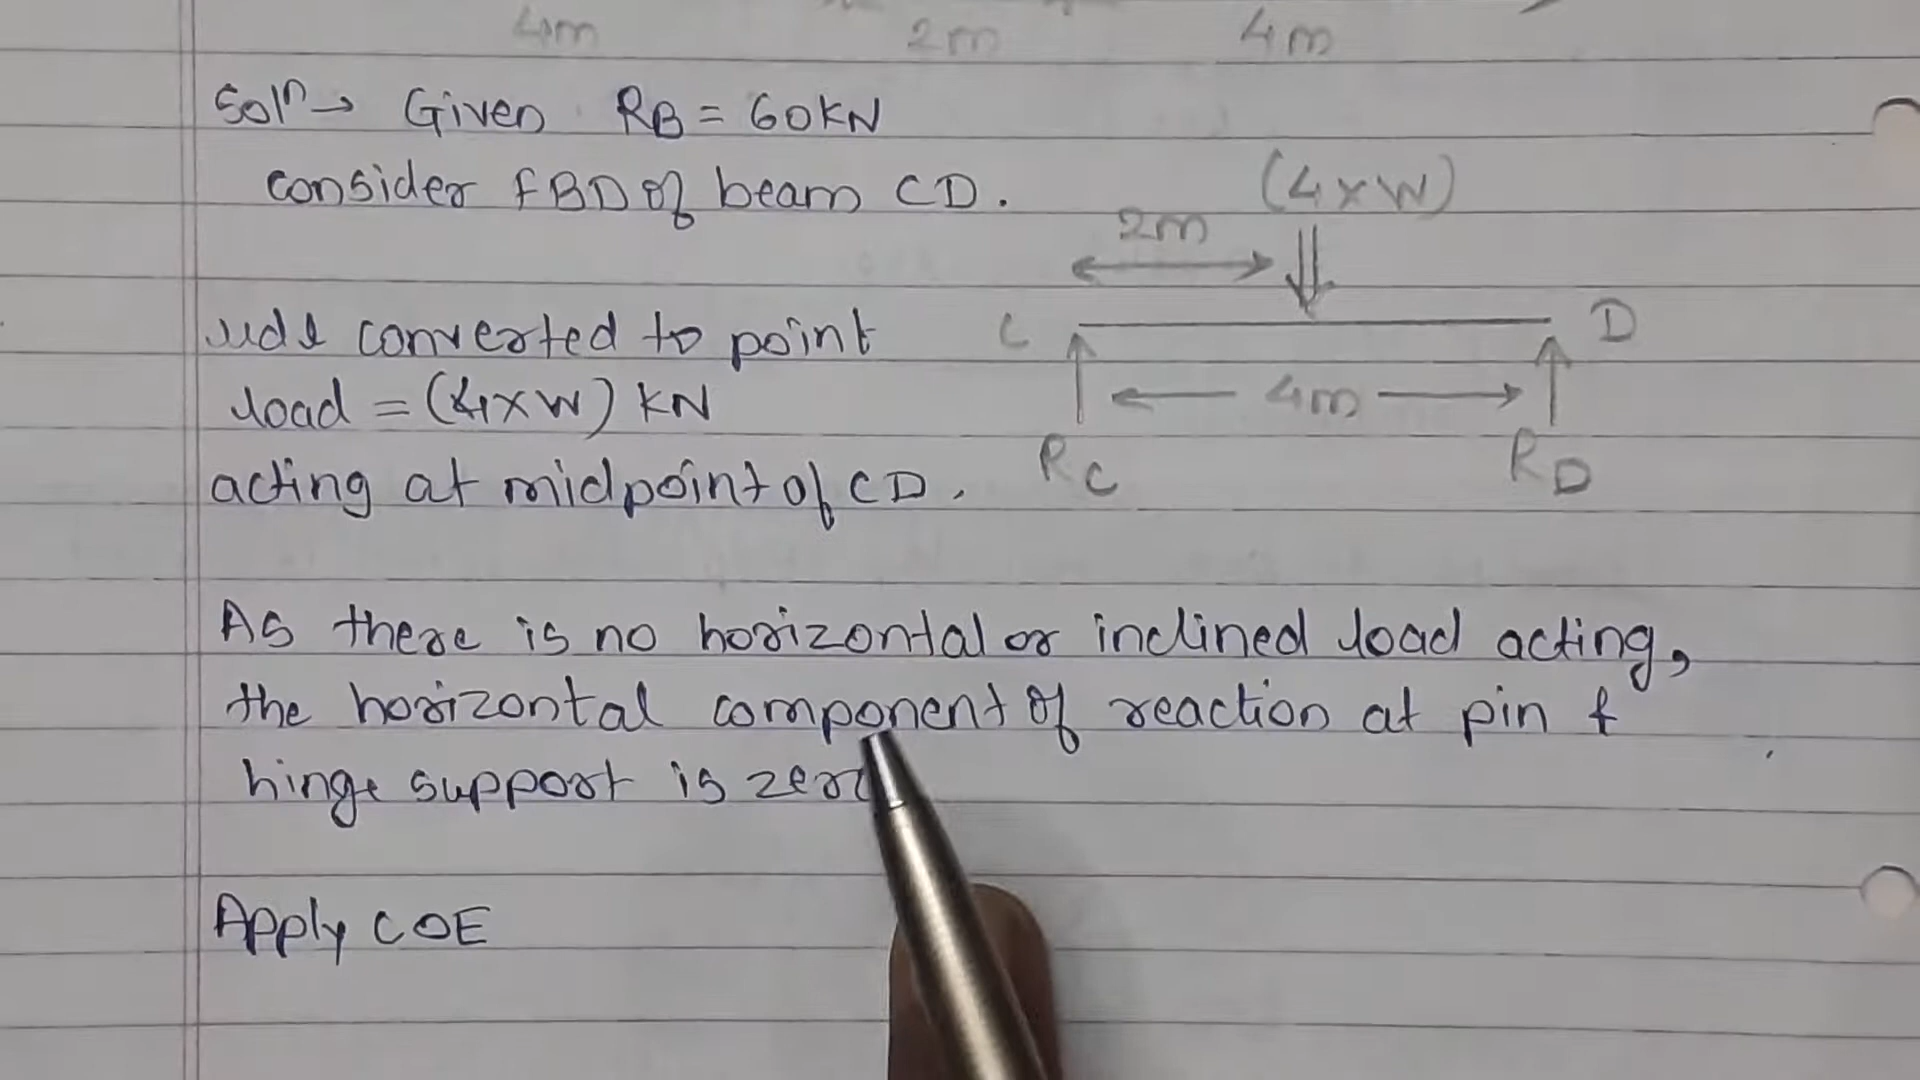 4m 2m 4m
Solⁿ → Given RB = 60KN
consider FBD of beam CD.
(4×W)
2m
udl converted to point
C D
load = (4×W) KN
4m
acting at midpoint of CD.
RC RD
As there is no horizontal or inclined load acting,
the horizontal component of reaction at pin &
hinge support is zero
Apply COE